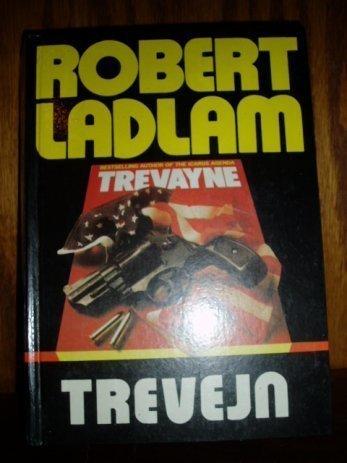 ROBERT
LADLAM
BESTSELLING AUTHOR OF THE ICARUS AGENDA
TREVAYNE
TREVEJN